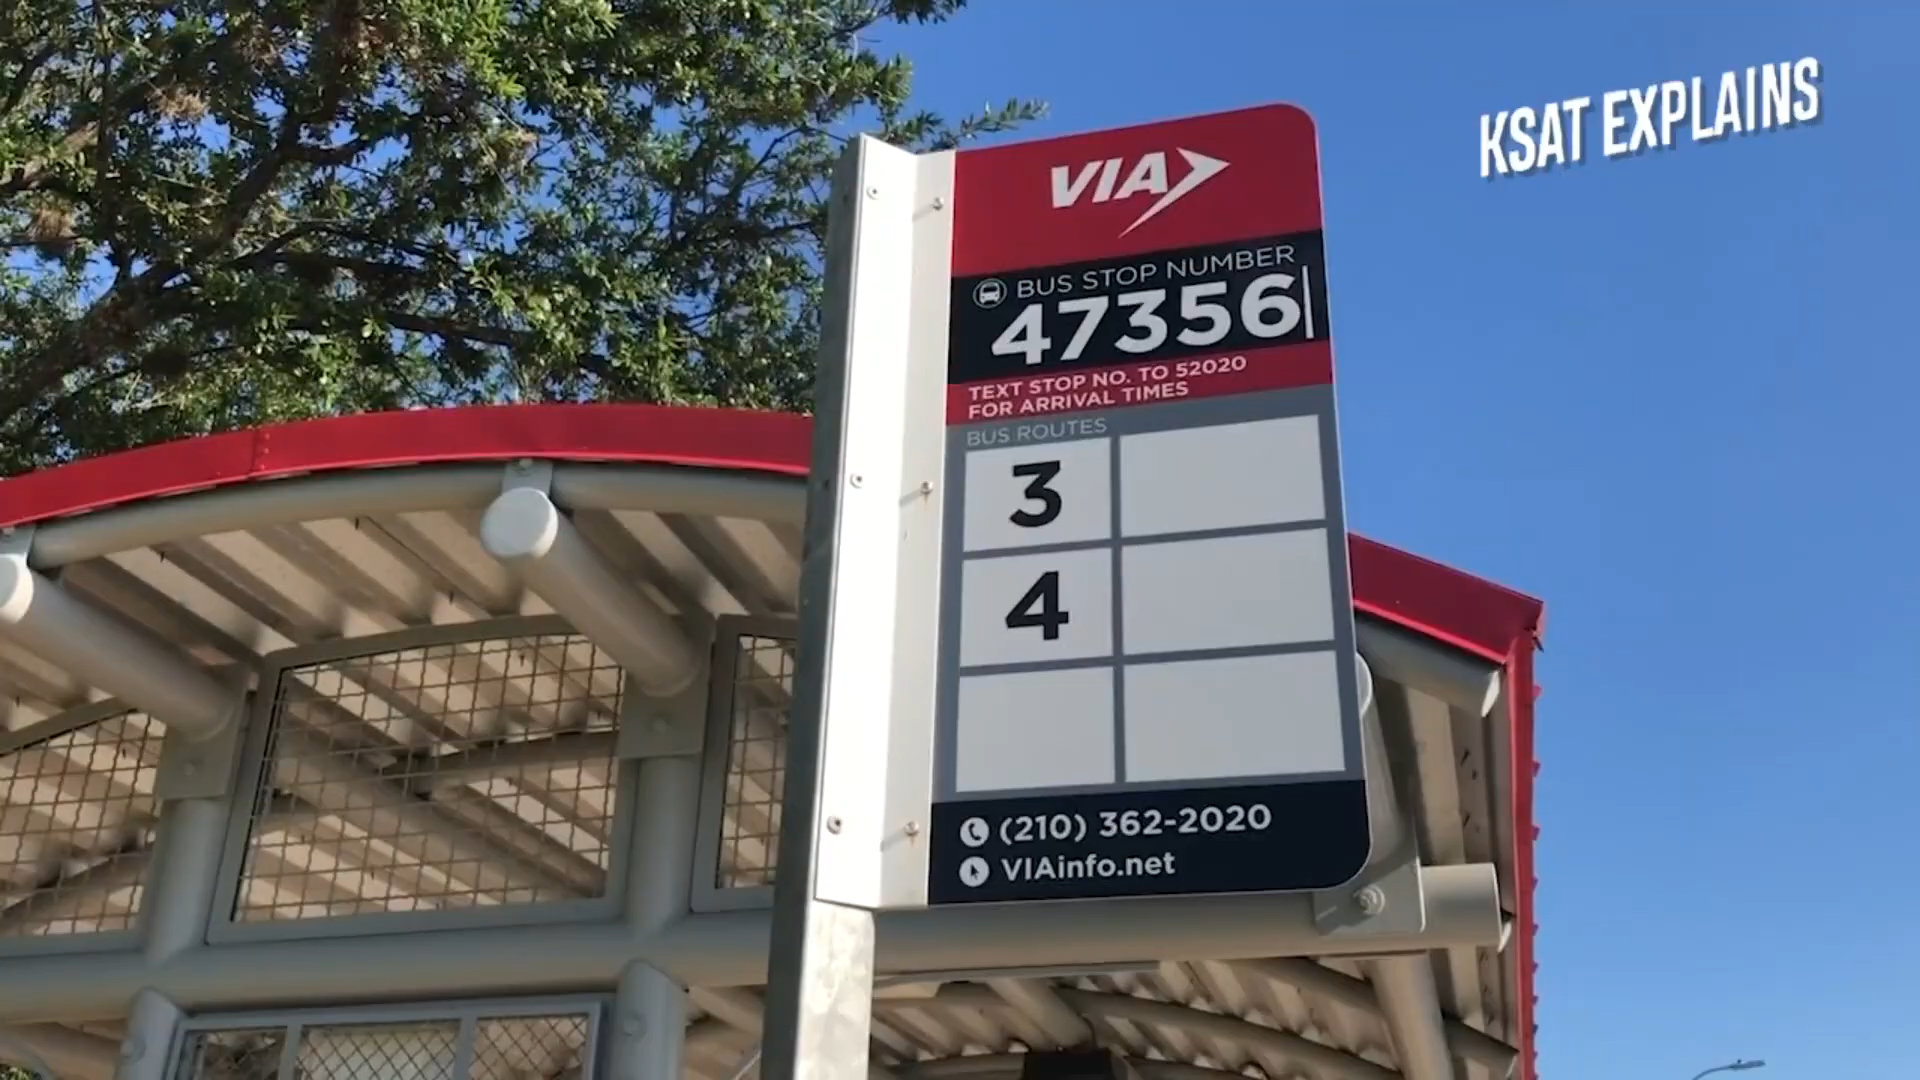 KSAT EXPLAINS
VIA
BUS STOP NUMBER
47356
TEXT STOP NO. TO 52020
FOR ARRIVAL TIMES
BUS ROUTES
3
4
(210) 362-2020
VIAinfo.net